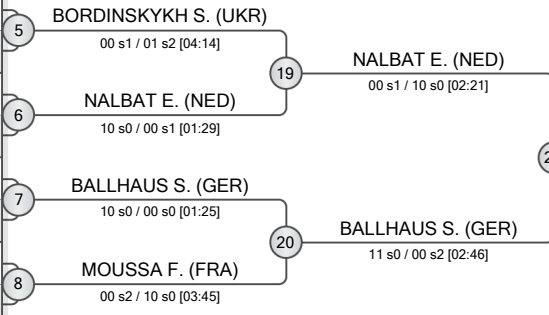 5
BORDINSKYKH S. (UKR)
00 s1 / 01 s2 [04:14]
19
NALBAT E. (NED)
00 s1 / 10 s0 [02:21]
6
NALBAT E. (NED)
10 s0 / 00 s1 [01:29]
7
BALLHAUS S. (GER)
10 s0 / 00 s0 [01:25]
20
BALLHAUS S. (GER)
11 s0 / 00 s2 [02:46]
8
MOUSSA F. (FRA)
00 s2 / 10 s0 [03:45]